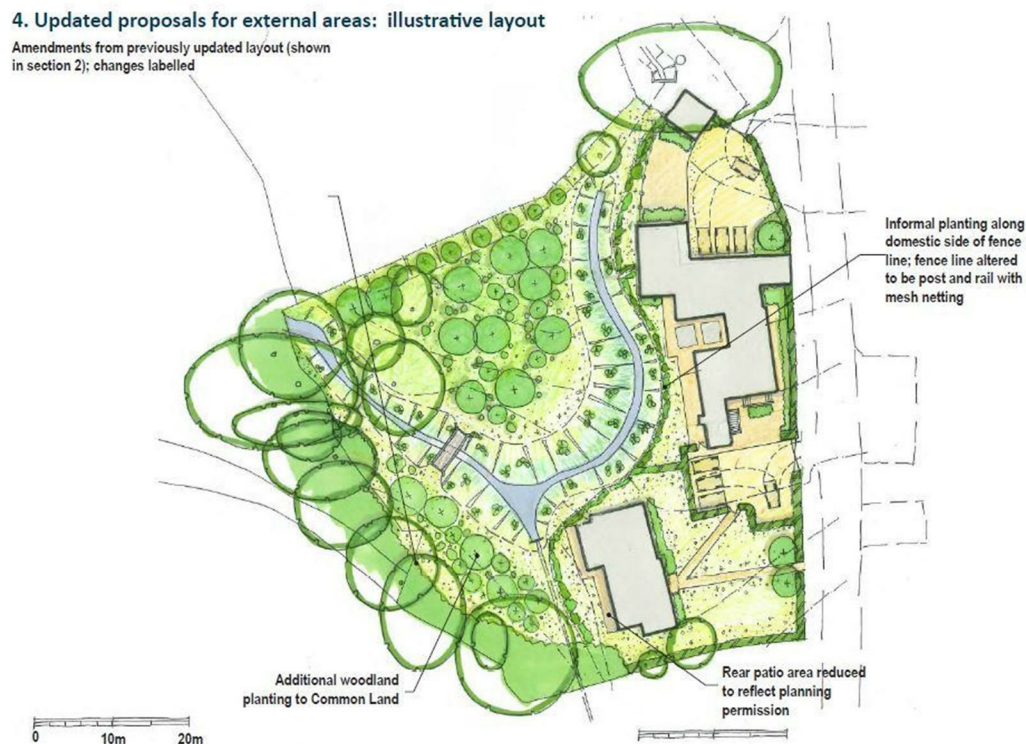 4. Updated proposals for external areas: illustrative layout
Amendments from previously updated layout (shown
in section 2); changes labelled
Informal planting along
domestic side of fence
line; fence line altered
to be post and rail with
mesh netting
Additional woodland
planting to Common Land
Rear patio area reduced
to reflect planning
permission
0 10m 20m